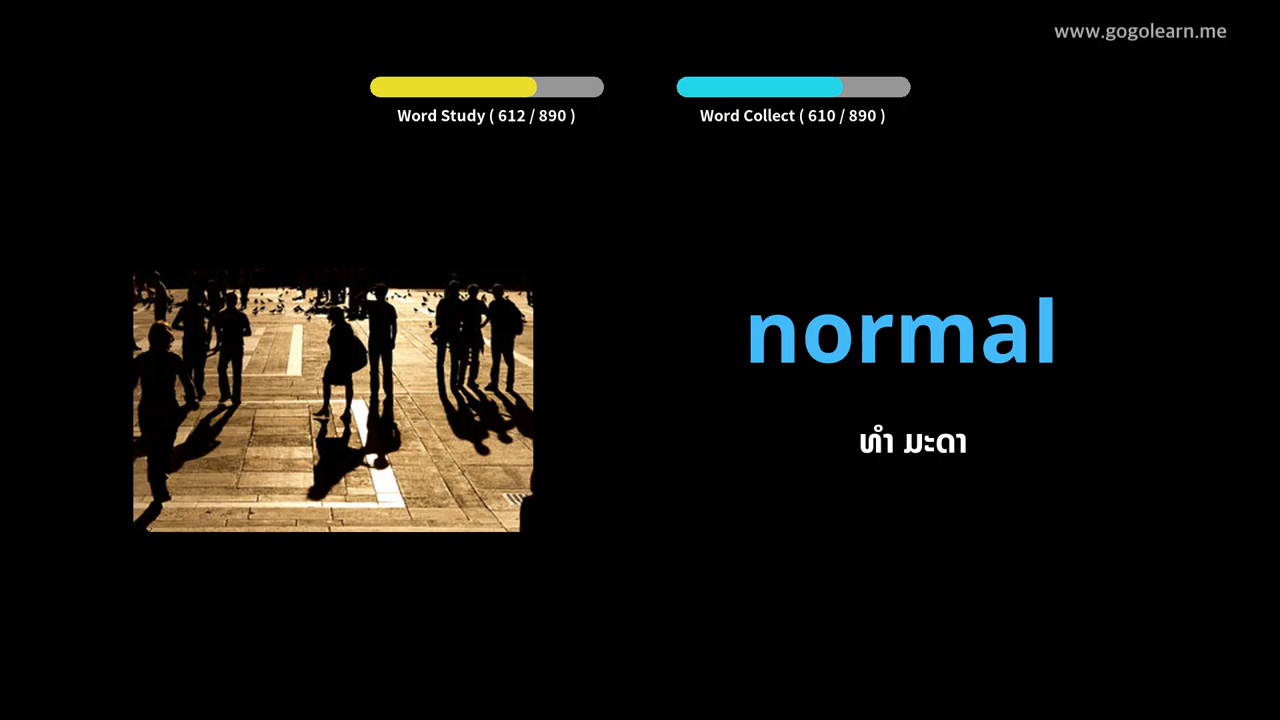 www.gogolearn.me
Word Study ( 612 / 890 )
Word Collect ( 610 / 890 )
normal
ທຳ ມະດາ